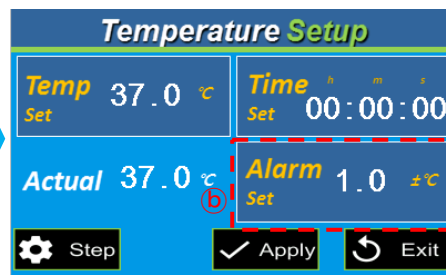 Temperature Setup
Temp Set 37.0 °C
Time Set h m s 00:00:00
Actual 37.0 °C
ⓑ
Alarm Set 1.0 ±°C
Step
Apply
Exit